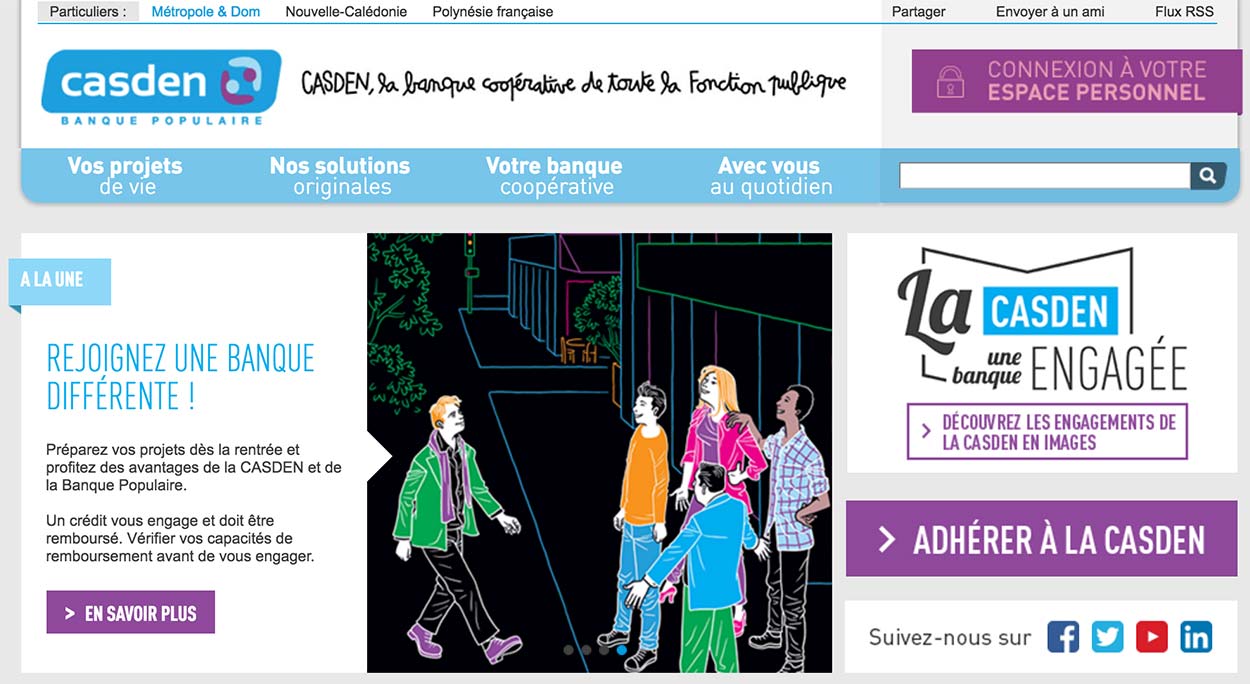 Particuliers : Métropole & Dom Nouvelle-Calédonie Polynésie française Partager Envoyer à un ami Flux RSS
casden
BANQUE POPULAIRE
CASDEN, la banque coopérative de toute la Fonction publique
CONNEXION À VOTRE
ESPACE PERSONNEL
Vos projets
de vie
Nos solutions
originales
Votre banque
coopérative
Avec vous
au quotidien
A LA UNE
REJOIGNEZ UNE BANQUE
DIFFÉRENTE !
Préparez vos projets dès la rentrée et
profitez des avantages de la CASDEN et de
la Banque Populaire.
Un crédit vous engage et doit être
remboursé. Vérifier vos capacités de
remboursement avant de vous engager.
> EN SAVOIR PLUS
La CASDEN
une
banque ENGAGÉE
> DÉCOUVREZ LES ENGAGEMENTS DE
LA CASDEN EN IMAGES
> ADHÉRER À LA CASDEN
Suivez-nous sur